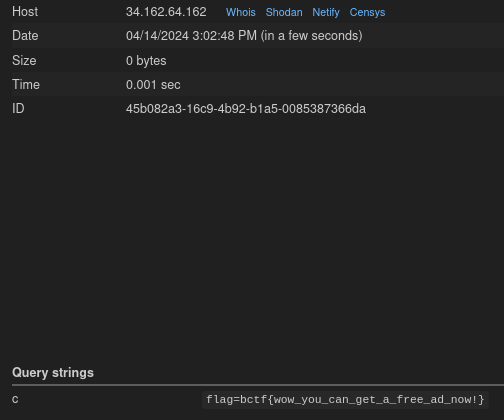 Host 34.162.64.162 Whois Shodan Netify Censys
Date 04/14/2024 3:02:48 PM (in a few seconds)
Size 0 bytes
Time 0.001 sec
ID 45b082a3-16c9-4b92-b1a5-0085387366da
Query strings
c flag=bctf{wow_you_can_get_a_free_ad_now!}